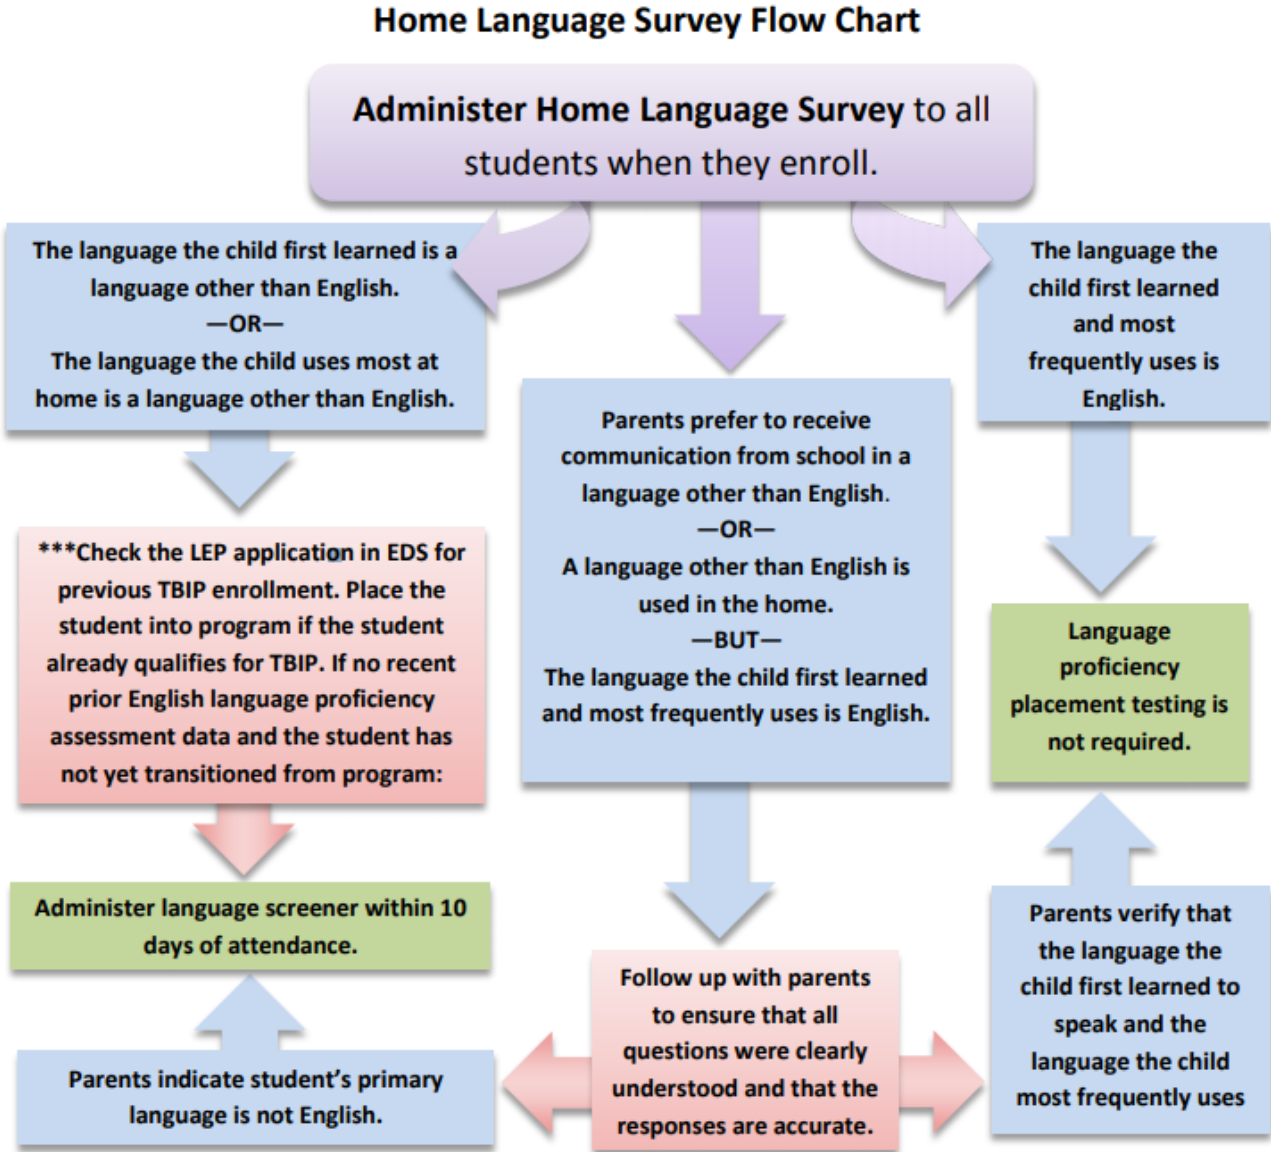 Home Language Survey Flow Chart
Administer Home Language Survey to all
students when they enroll.
The language the child first learned is a
language other than English.
—OR—
The language the child uses most at
home is a language other than English.
The language the
child first learned
and most
frequently uses is
English.
Parents prefer to receive
communication from school in a
language other than English.
—OR—
A language other than English is
used in the home.
—BUT—
The language the child first learned
and most frequently uses is English.
***Check the LEP application in EDS for
previous TBIP enrollment. Place the
student into program if the student
already qualifies for TBIP. If no recent
prior English language proficiency
assessment data and the student has
not yet transitioned from program:
Language
proficiency
placement testing is
not required.
Administer language screener within 10
days of attendance.
Follow up with parents
to ensure that all
questions were clearly
understood and that the
responses are accurate.
Parents verify that
the language the
child first learned to
speak and the
language the child
most frequently uses
Parents indicate student’s primary
language is not English.